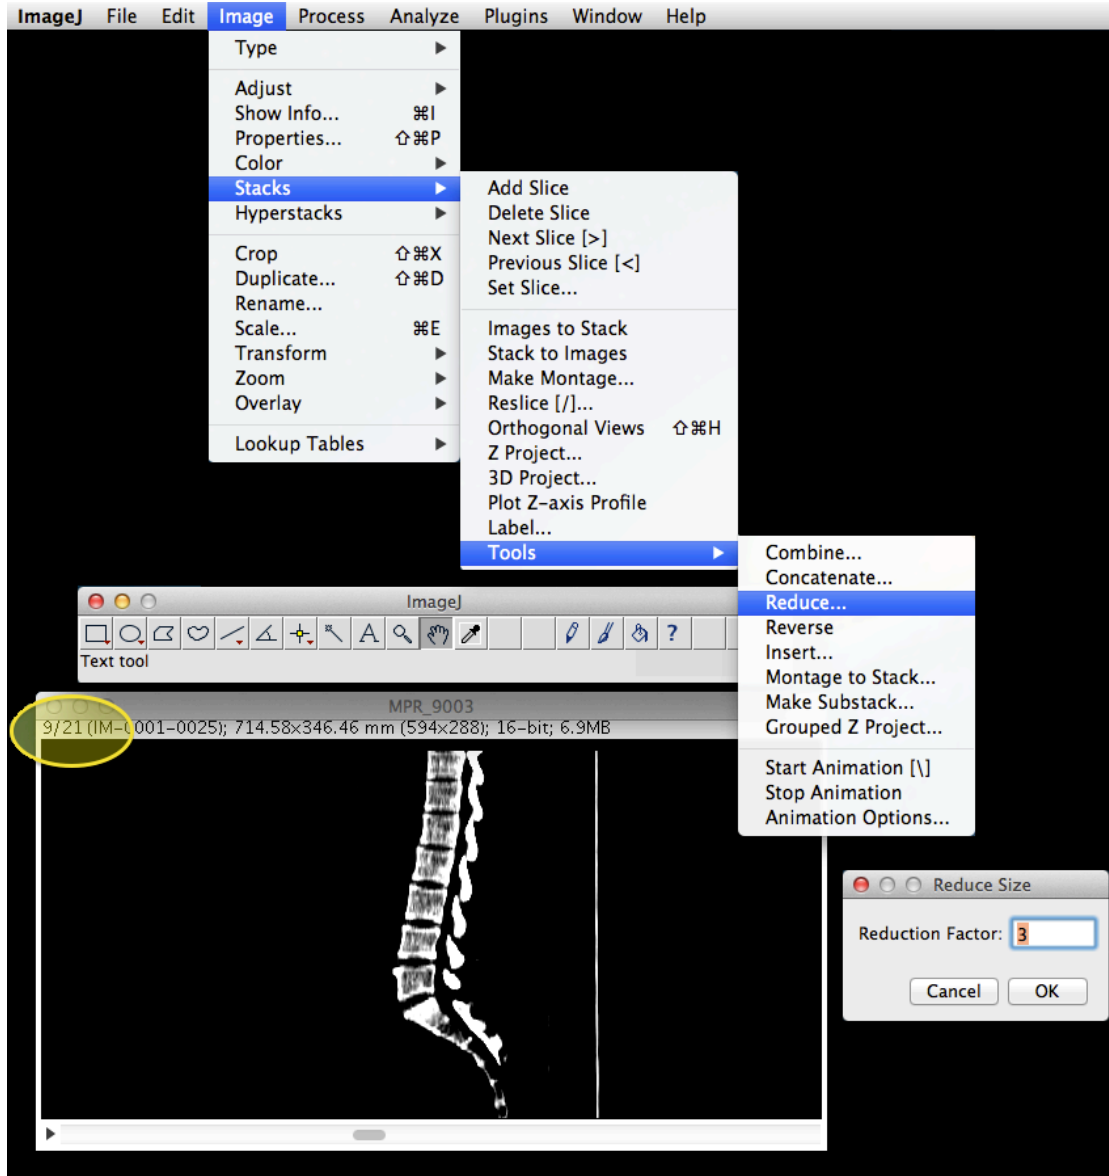 ImageJ File Edit Image Process Analyze Plugins Window Help
Type
Adjust
Show Info... ⌘I
Properties... ⇧⌘P
Color
Stacks
Hyperstacks
Crop ⇧⌘X
Duplicate... ⇧⌘D
Rename...
Scale... ⌘E
Transform
Zoom
Overlay
Lookup Tables
Add Slice
Delete Slice
Next Slice [>]
Previous Slice [<]
Set Slice...
Images to Stack
Stack to Images
Make Montage...
Reslice [/]...
Orthogonal Views ⇧⌘H
Z Project...
3D Project...
Plot Z-axis Profile
Label...
Tools
Combine...
Concatenate...
Reduce...
Reverse
Insert...
Montage to Stack...
Make Substack...
Grouped Z Project...
Start Animation [\]
Stop Animation
Animation Options...
ImageJ
A ?
Text tool
MPR_9003
9/21 (IM-0001-0025); 714.58x346.46 mm (594x288); 16-bit; 6.9MB
Reduce Size
Reduction Factor: 3
Cancel OK